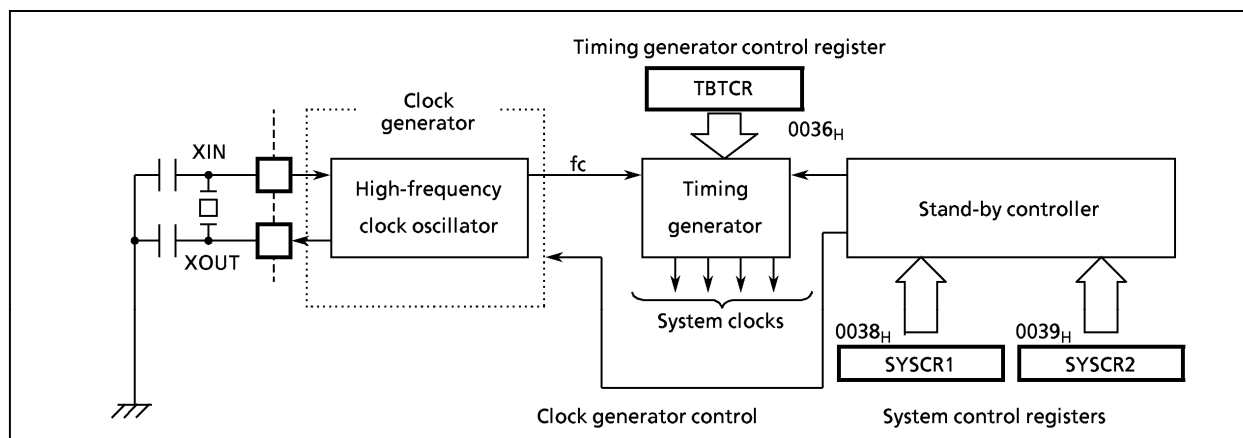 Timing generator control register
TBTCR
0036H
Clock
generator
XIN
XOUT
High-frequency
clock oscillator
fc
Timing
generator
Stand-by controller
System clocks
0038H
SYSCR1
0039H
SYSCR2
Clock generator control
System control registers